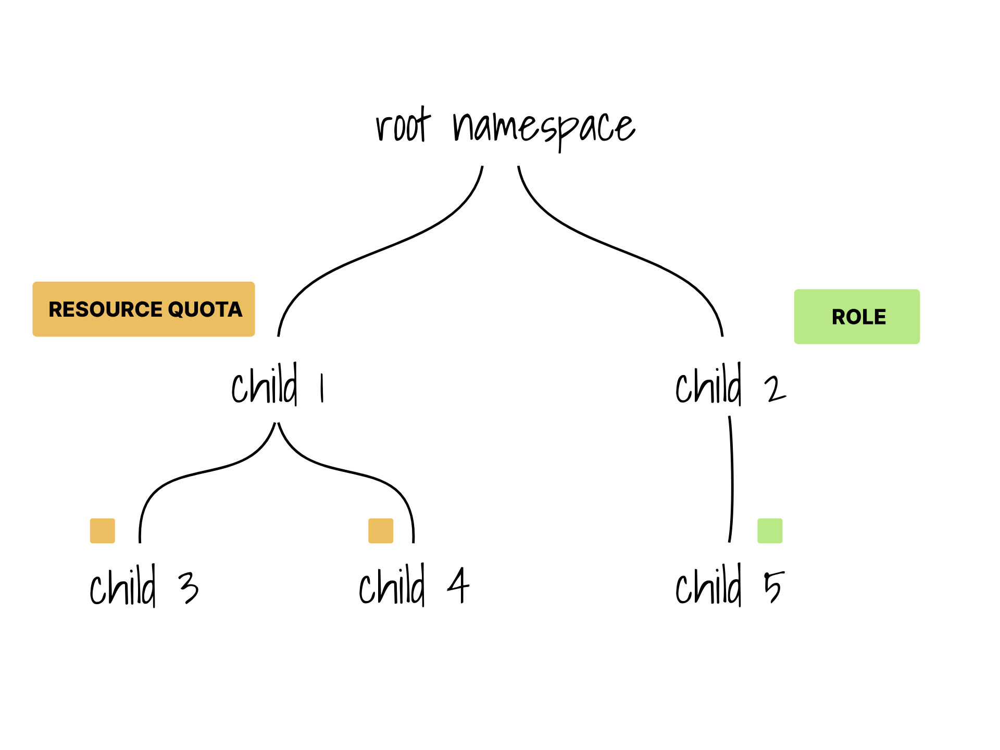 root namespace
RESOURCE QUOTA
ROLE
child 1
child 2
child 3
child 4
child 5